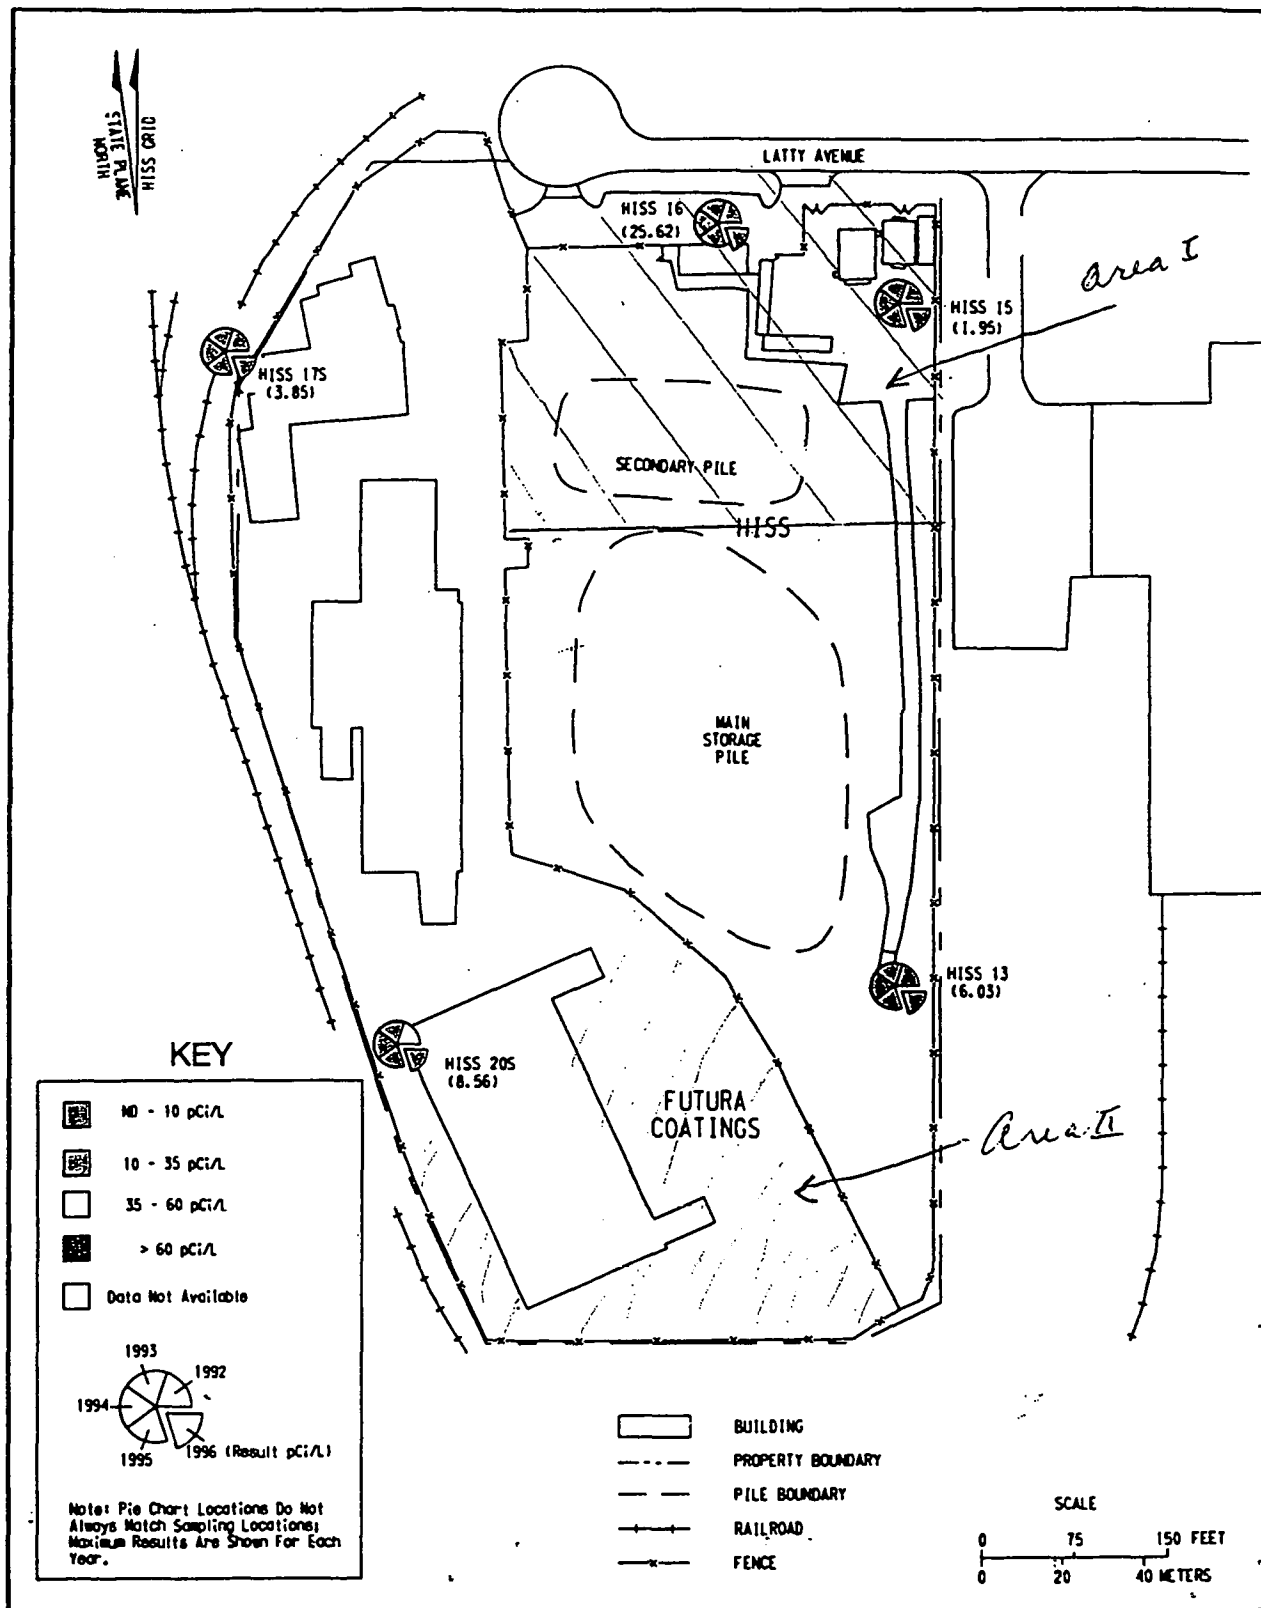 STATE PLANE
NORTH
HISS GRID
LATTY AVENUE
HISS 16
(25.62)
Area I
HISS 15
(1.95)
HISS 17S
(3.85)
SECONDARY PILE
HISS
MAIN
STORAGE
PILE
HISS 13
(6.03)
HISS 20S
(8.56)
FUTURA
COATINGS
Area II
KEY
ND - 10 pCi/L
10 - 35 pCi/L
35 - 60 pCi/L
> 60 pCi/L
Data Not Available
1993
1992
1994
1995
1996 (Result pCi/L)
Note: Pie Chart Locations Do Not
Always Match Sampling Locations;
Maximum Results Are Shown For Each
Year.
BUILDING
PROPERTY BOUNDARY
PILE BOUNDARY
RAILROAD
FENCE
SCALE
0 75 150 FEET
0 20 40 METERS